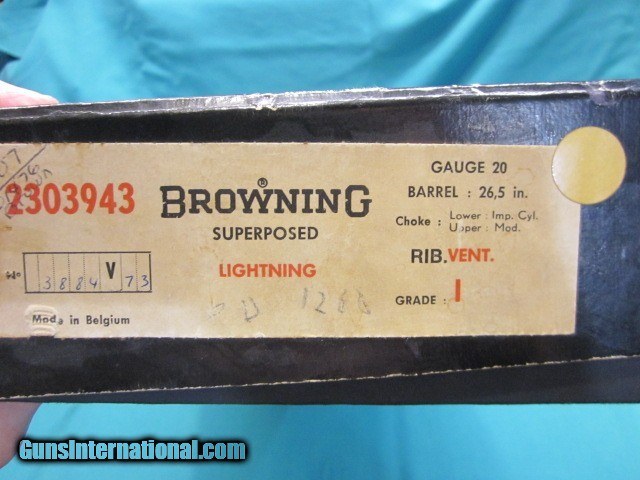 2303943
BROWNING®
SUPERPOSED
LIGHTNING
GAUGE 20
BARREL : 26,5 in.
Choke : Lower : Imp. Cyl.
Upper : Mod.
RIB. VENT.
GRADE : I
No 3884 V 73
Made in Belgium
GunsInternational.com